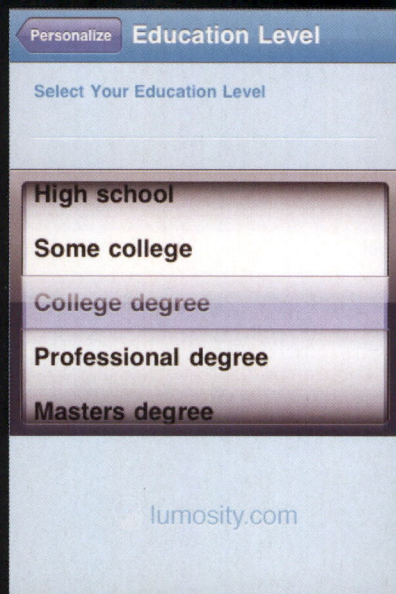 Personalize Education Level
Select Your Education Level
High school
Some college
College degree
Professional degree
Masters degree
lumosity.com